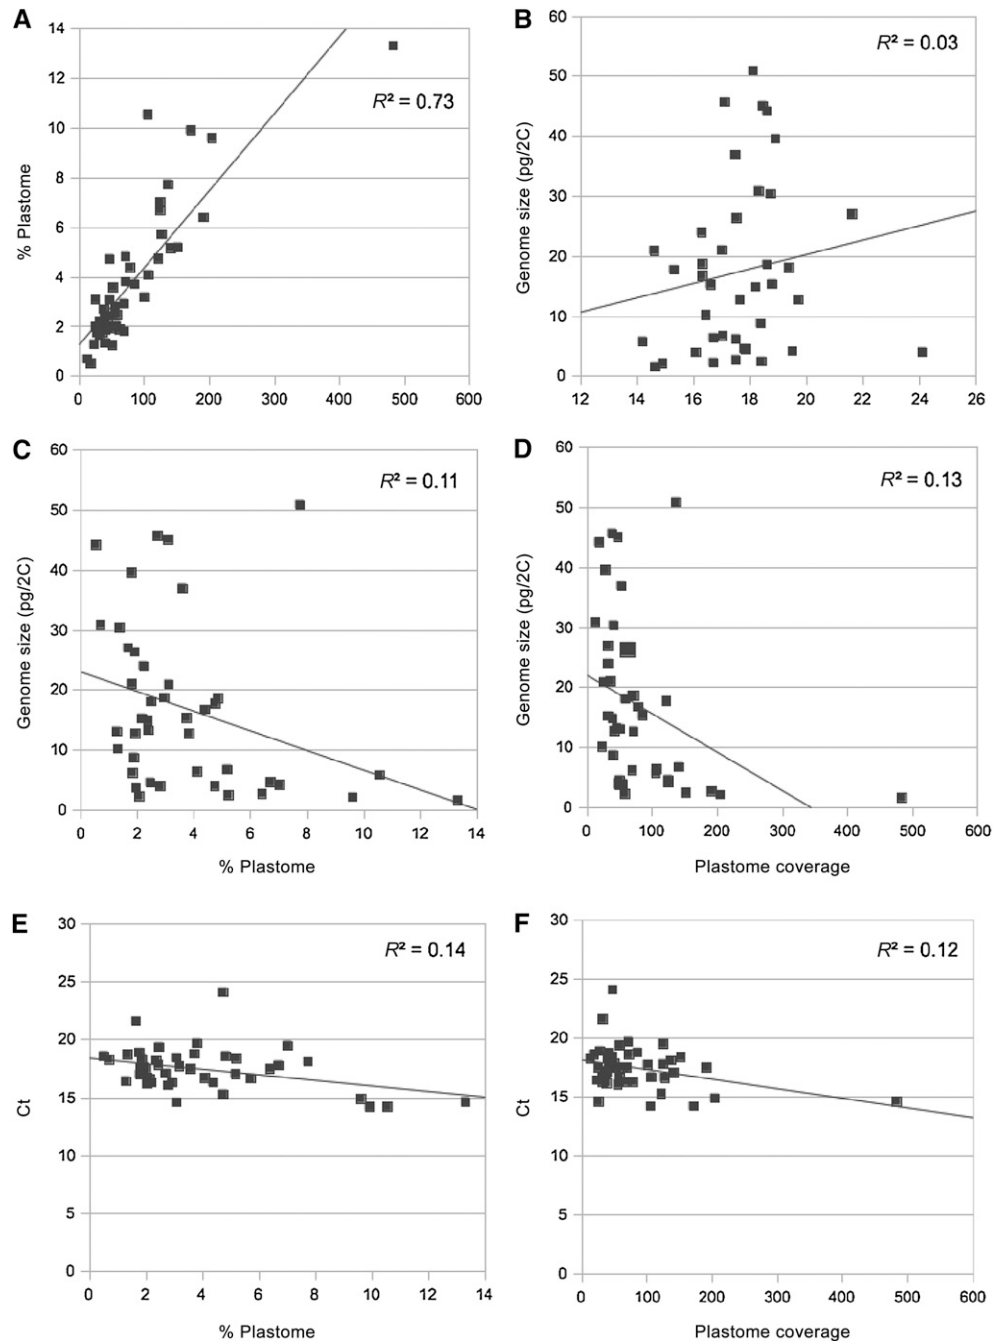 A
14
12
10
8
6
4
2
0
% Plastome
R² = 0.73
0 100 200 300 400 500 600
B
60
50
40
30
20
10
0
Genome size (pg/2C)
R² = 0.03
12 14 16 18 20 22 24 26
C
60
50
40
30
20
10
0
Genome size (pg/2C)
R² = 0.11
0 2 4 6 8 10 12 14
% Plastome
D
60
50
40
30
20
10
0
Genome size (pg/2C)
R² = 0.13
0 100 200 300 400 500 600
Plastome coverage
E
30
25
20
15
10
5
0
Ct
R² = 0.14
0 2 4 6 8 10 12 14
% Plastome
F
30
25
20
15
10
5
0
Ct
R² = 0.12
0 100 200 300 400 500 600
Plastome coverage